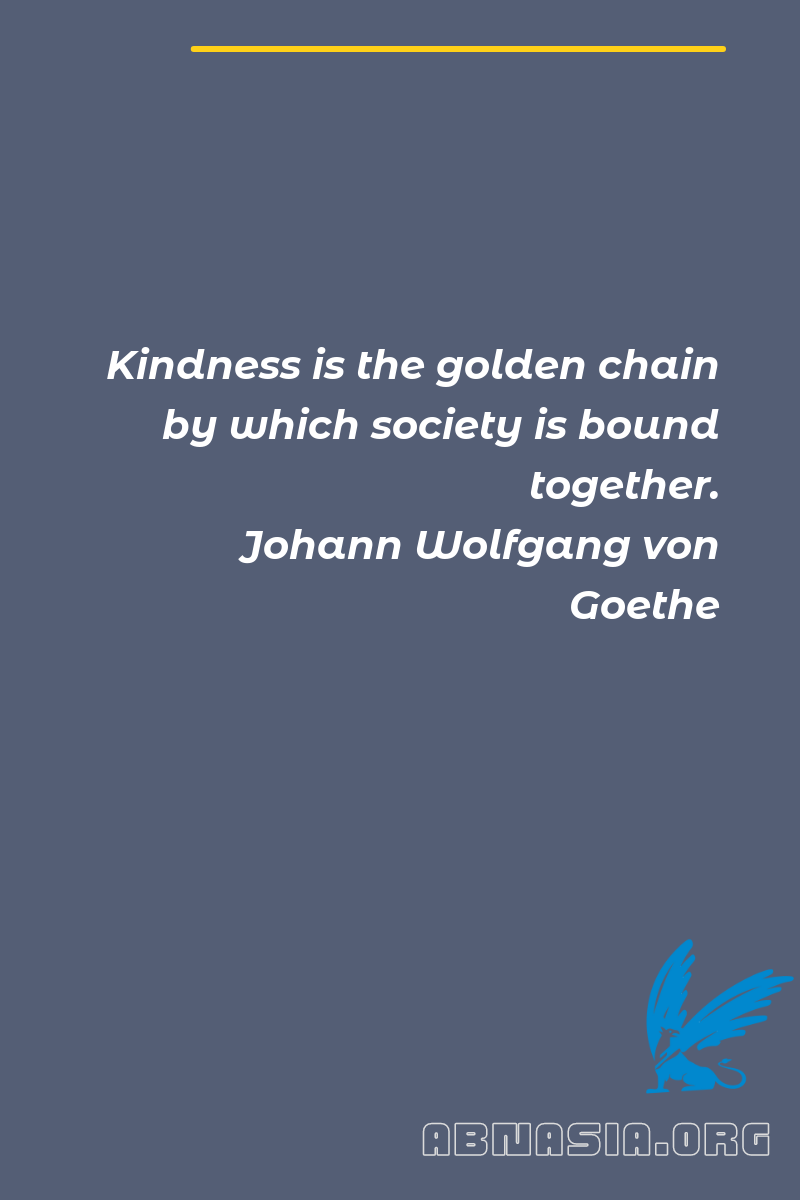 Kindness is the golden chain
by which society is bound
together.
Johann Wolfgang von
Goethe
ABNASIA.ORG